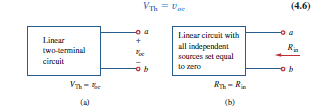 V_Th = v_oc (4.6)
Linear
two-terminal
circuit
a
+
v_oc
−
b
V_Th = v_oc
(a)
Linear circuit with
all independent
sources set equal
to zero
a
R_in
b
R_Th = R_in
(b)